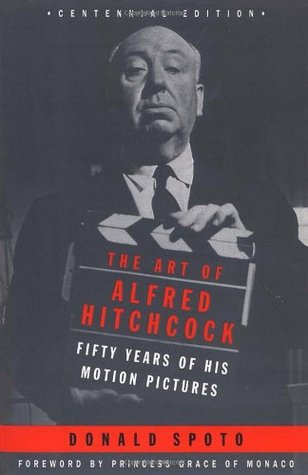 • CENTENNIAL EDITION •
THE ART OF
ALFRED
HITCHCOCK
FIFTY YEARS OF HIS
MOTION PICTURES
DONALD SPOTO
FOREWORD BY PRINCESS GRACE OF MONACO